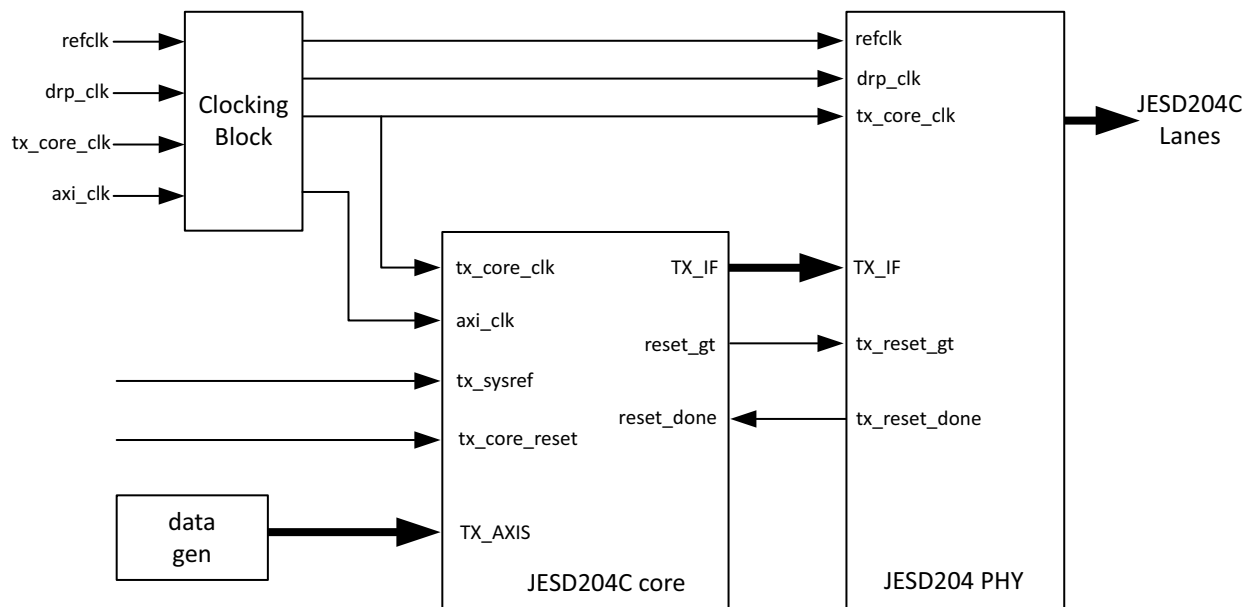 refclk
drp_clk
tx_core_clk
axi_clk
Clocking
Block
refclk
drp_clk
tx_core_clk
JESD204C
Lanes
tx_core_clk
axi_clk
tx_sysref
tx_core_reset
TX_AXIS
TX_IF
reset_gt
reset_done
TX_IF
tx_reset_gt
tx_reset_done
data
gen
JESD204C core
JESD204 PHY